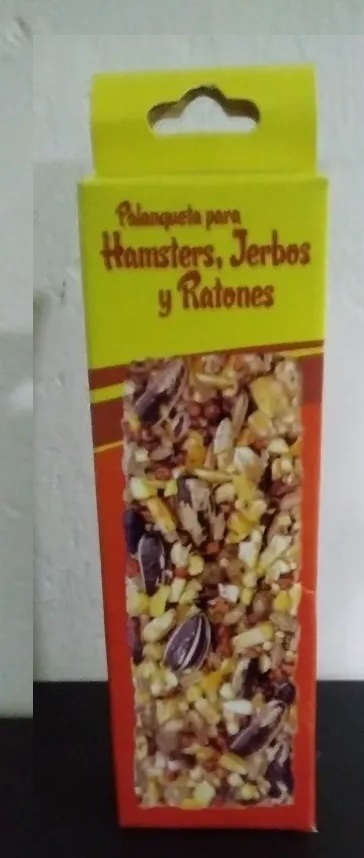 Palanqueta para
Hamsters, Jerbos
y Ratones